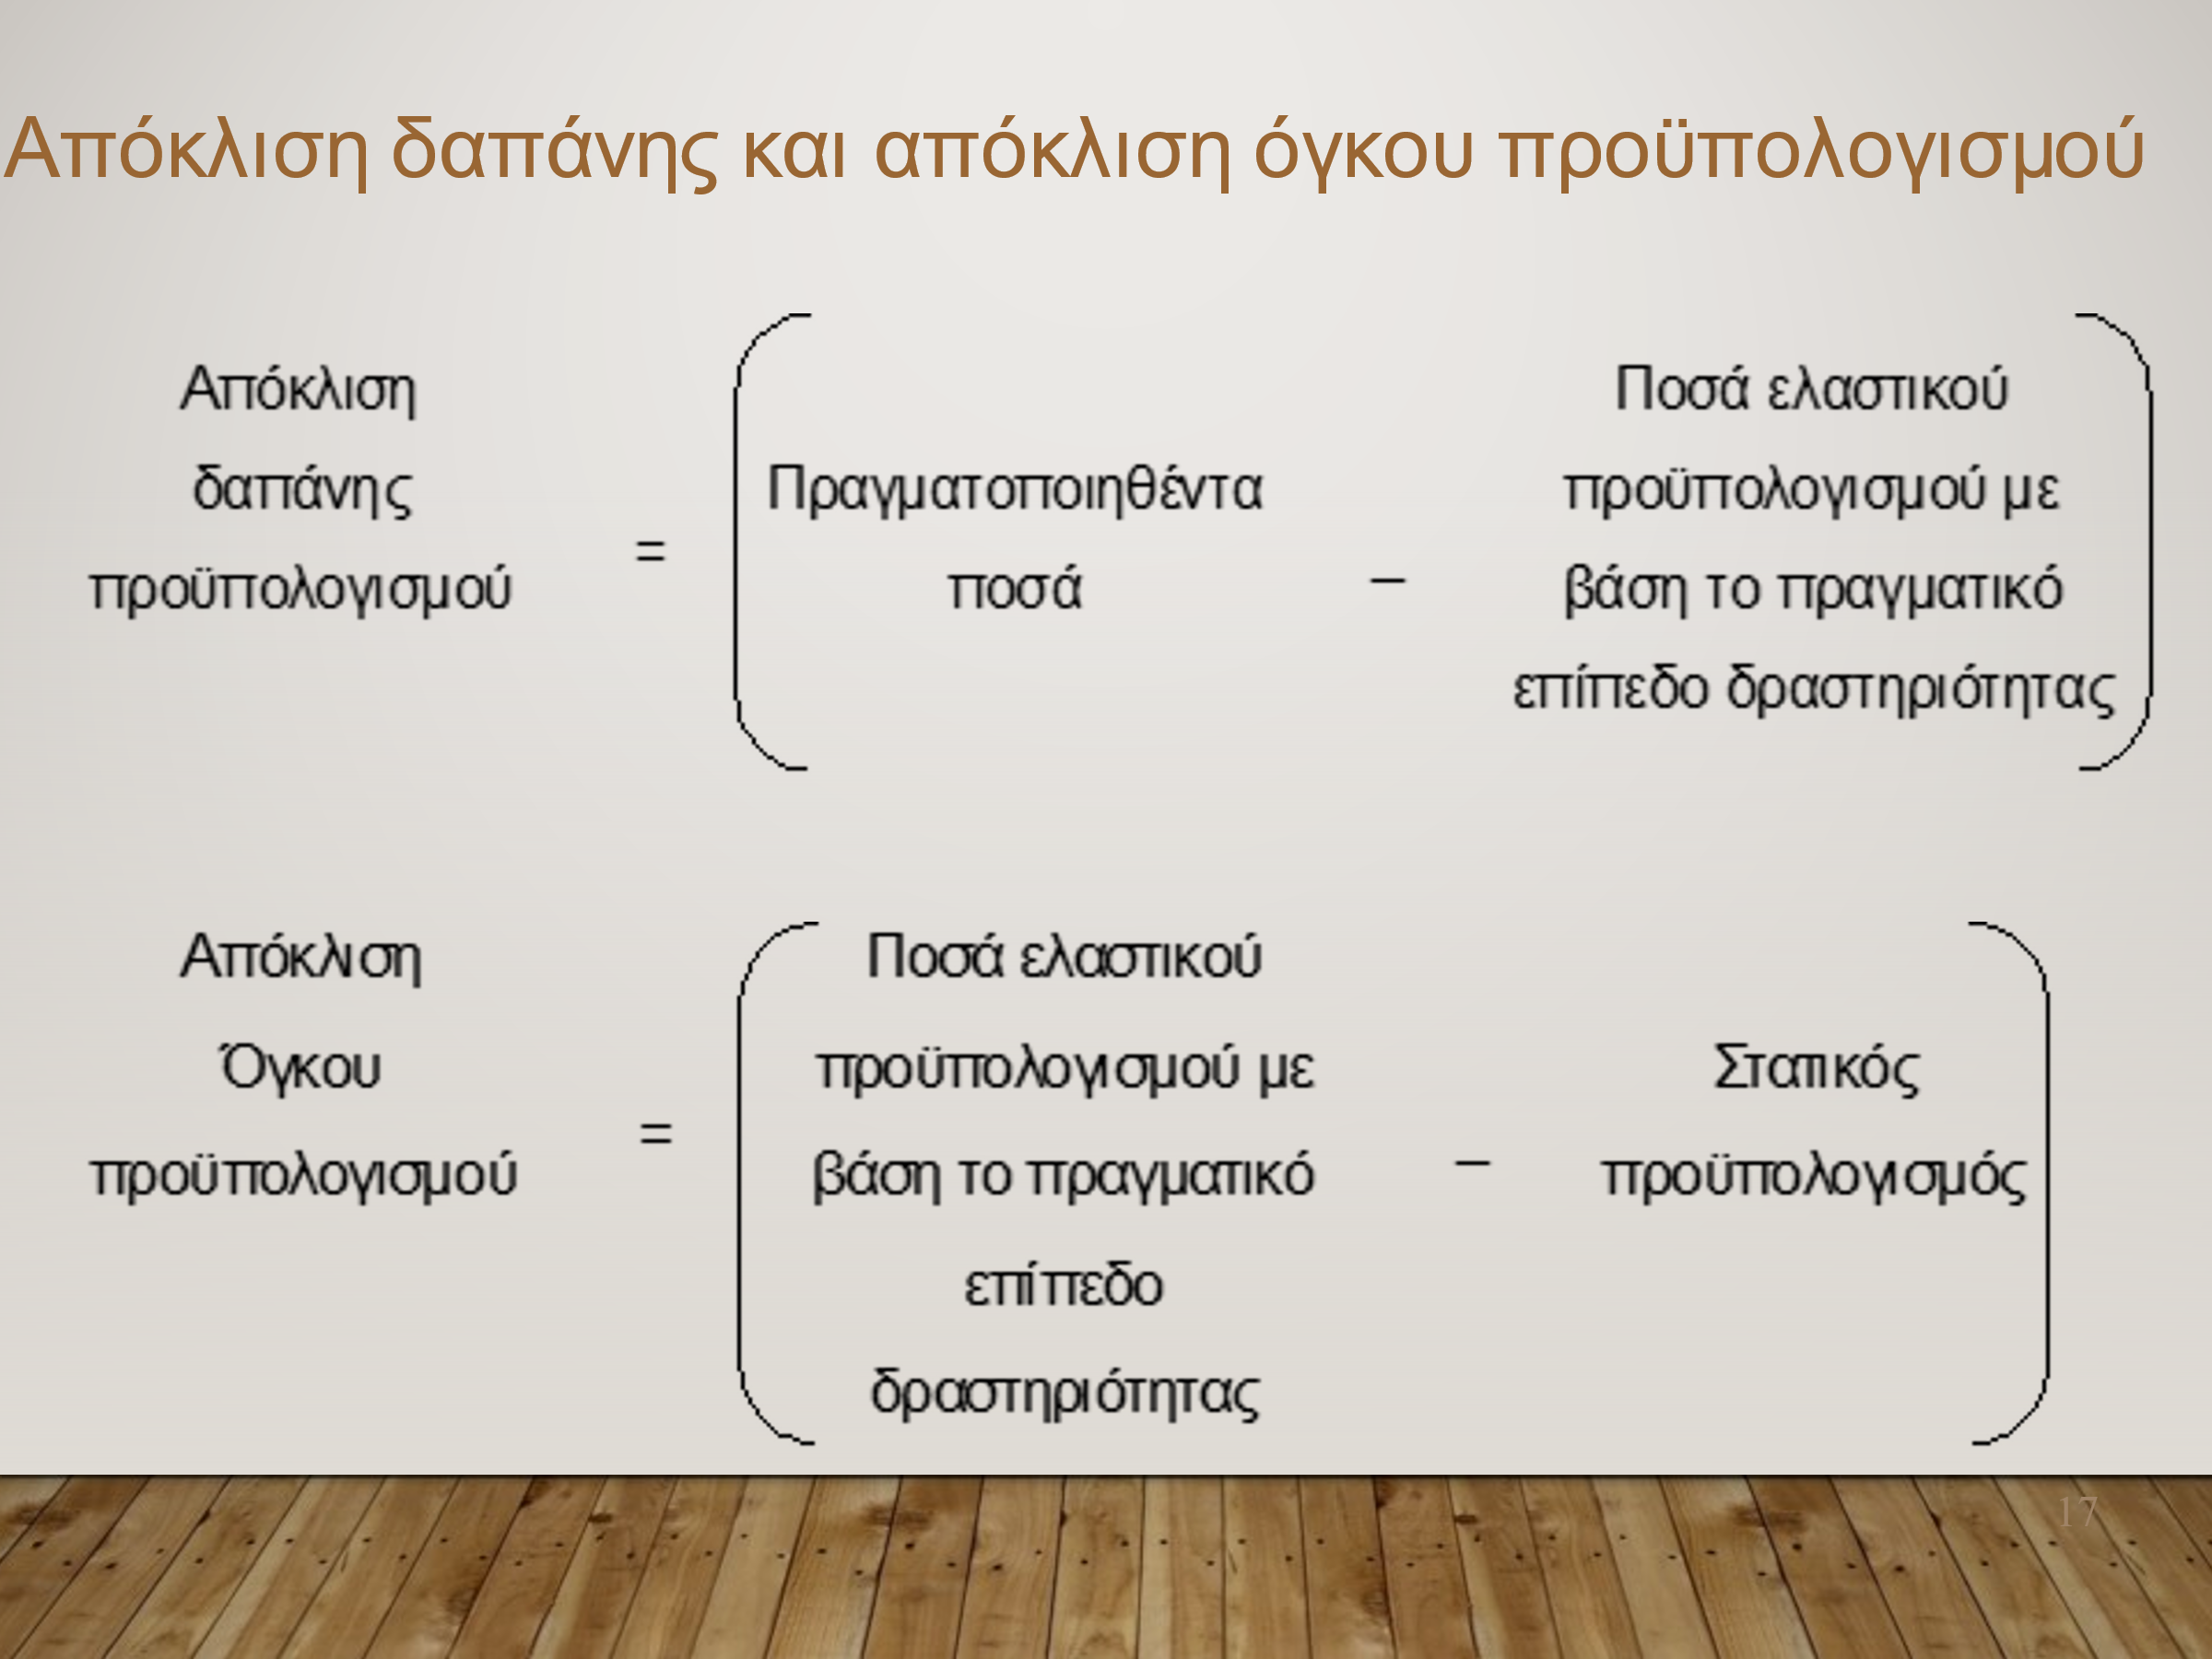 Απόκλιση δαπάνης και απόκλιση όγκου προϋπολογισμού
Απόκλιση
δαπάνης
προϋπολογισμού
=
Πραγματοποιηθέντα
ποσά
–
Ποσά ελαστικού
προϋπολογισμού με
βάση το πραγματικό
επίπεδο δραστηριότητας
Απόκλιση
Όγκου
προϋπολογισμού
=
Ποσά ελαστικού
προϋπολογισμού με
βάση το πραγματικό
επίπεδο
δραστηριότητας
–
Στατικός
προϋπολογισμός
17